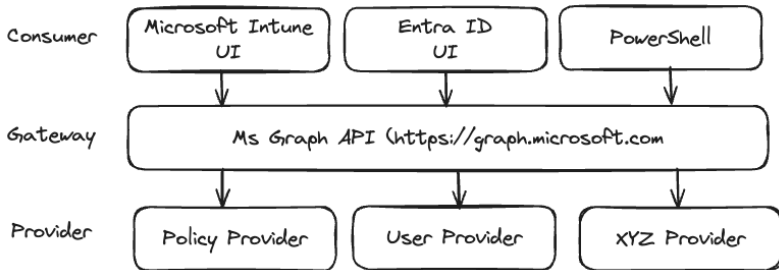 Consumer
Microsoft Intune
UI
Entra ID
UI
PowerShell
Gateway
Ms Graph API (https://graph.microsoft.com
Provider
Policy Provider
User Provider
XYZ Provider